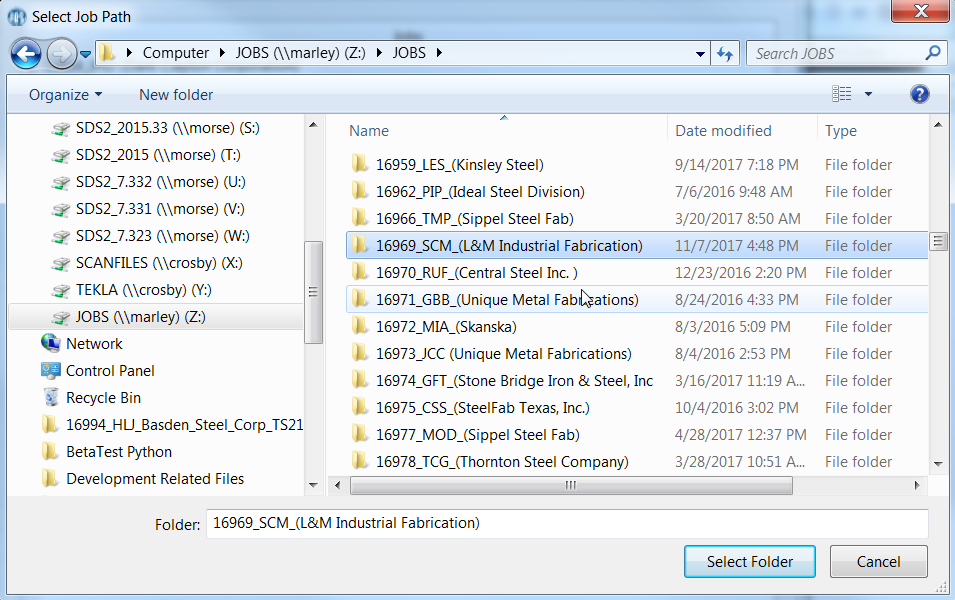 Select Job Path
Computer JOBS (\\marley) (Z:) JOBS
Search JOBS
Organize New folder
SDS2_2015.33 (\\morse) (S:)
SDS2_2015 (\\morse) (T:)
SDS2_7.332 (\\morse) (U:)
SDS2_7.331 (\\morse) (V:)
SDS2_7.323 (\\morse) (W:)
SCANFILES (\\crosby) (X:)
TEKLA (\\crosby) (Y:)
JOBS (\\marley) (Z:)
Network
Control Panel
Recycle Bin
16994_HLJ_Basden_Steel_Corp_TS21
BetaTest Python
Development Related Files
Name Date modified Type
16959_LES_(Kinsley Steel) 9/14/2017 7:18 PM File folder
16962_PIP_(Ideal Steel Division) 7/6/2016 9:48 AM File folder
16966_TMP_(Sippel Steel Fab) 3/20/2017 8:50 AM File folder
16969_SCM_(L&M Industrial Fabrication) 11/7/2017 4:48 PM File folder
16970_RUF_(Central Steel Inc. ) 12/23/2016 2:20 PM File folder
16971_GBB_(Unique Metal Fabrications) 8/24/2016 4:33 PM File folder
16972_MIA_(Skanska) 8/3/2016 5:09 PM File folder
16973_JCC (Unique Metal Fabrications) 8/4/2016 2:53 PM File folder
16974_GFT_(Stone Bridge Iron & Steel, Inc 3/16/2017 11:19 A... File folder
16975_CSS_(SteelFab Texas, Inc.) 10/4/2016 3:02 PM File folder
16977_MOD_(Sippel Steel Fab) 4/28/2017 12:37 PM File folder
16978_TCG_(Thornton Steel Company) 3/28/2017 10:51 A... File folder
Folder: 16969_SCM_(L&M Industrial Fabrication)
Select Folder Cancel